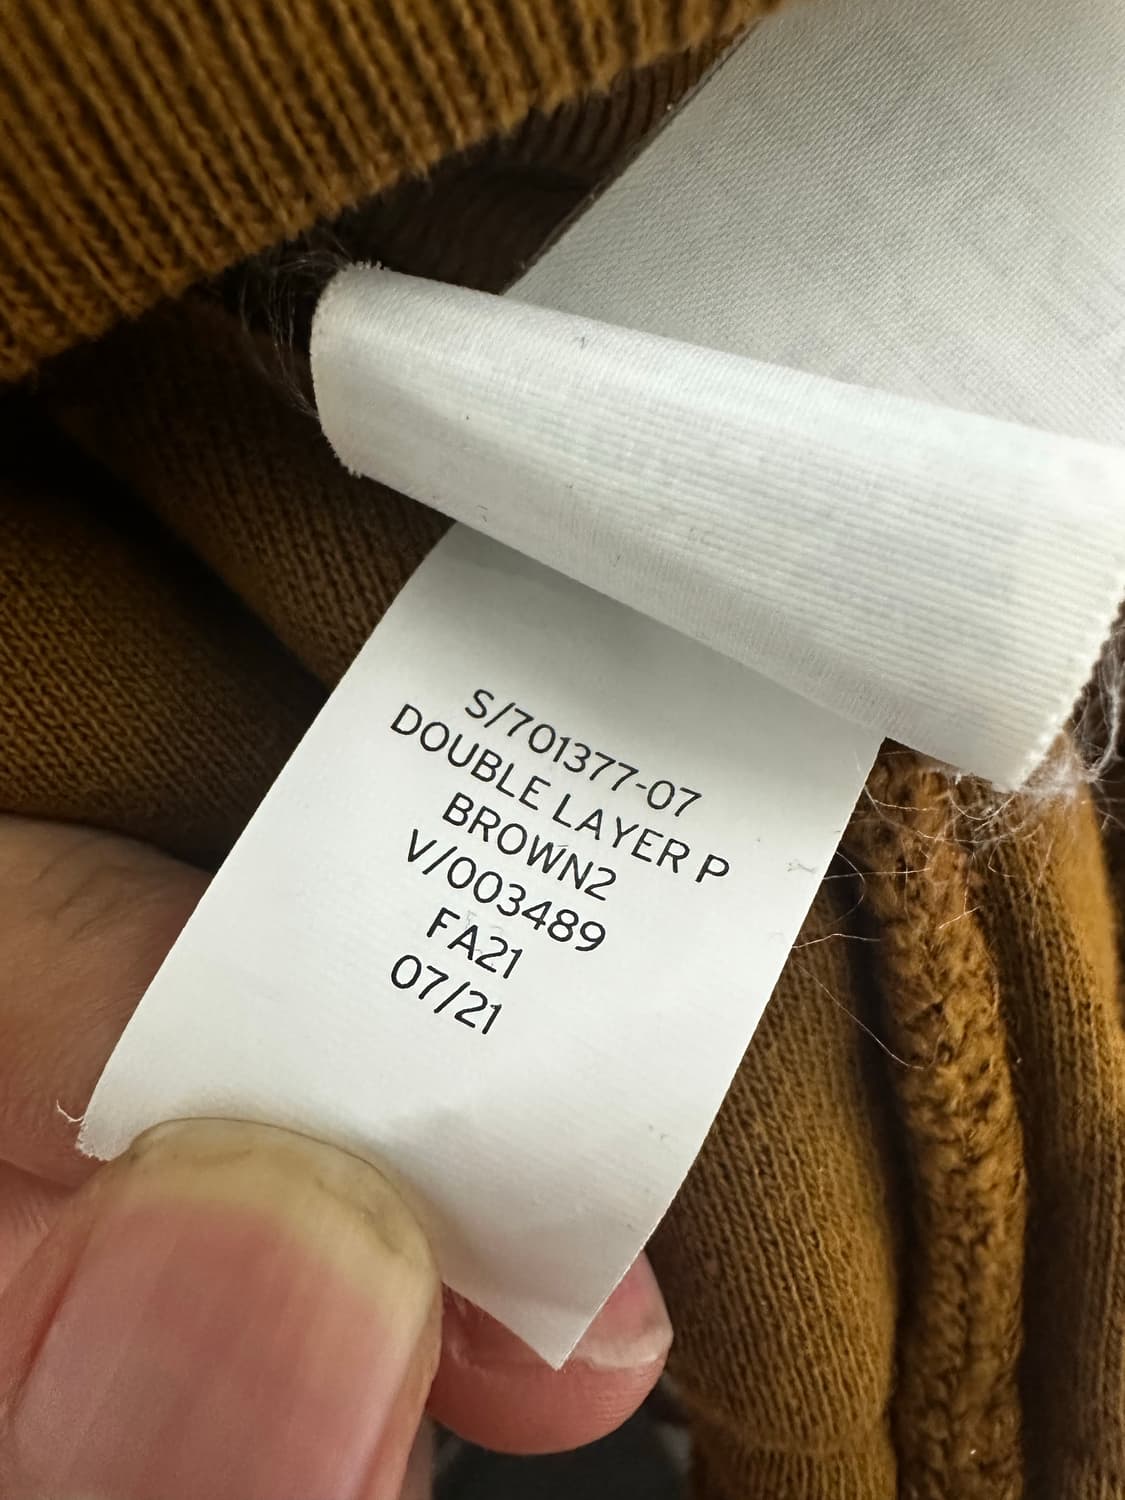 S/701377-07
DOUBLE LAYER P
BROWN2
V/003489
FA21
07/21